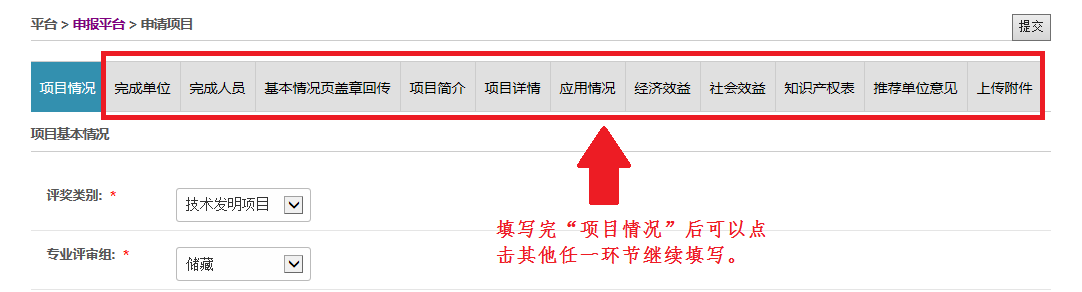 平台 > 申报平台 > 申请项目
提交
项目情况 完成单位 完成人员 基本情况页盖章回传 项目简介 项目详情 应用情况 经济效益 社会效益 知识产权表 推荐单位意见 上传附件
项目基本情况
评奖类别: *
技术发明项目
专业评审组: *
储藏
填写完“项目情况”后可以点
击其他任一环节继续填写。